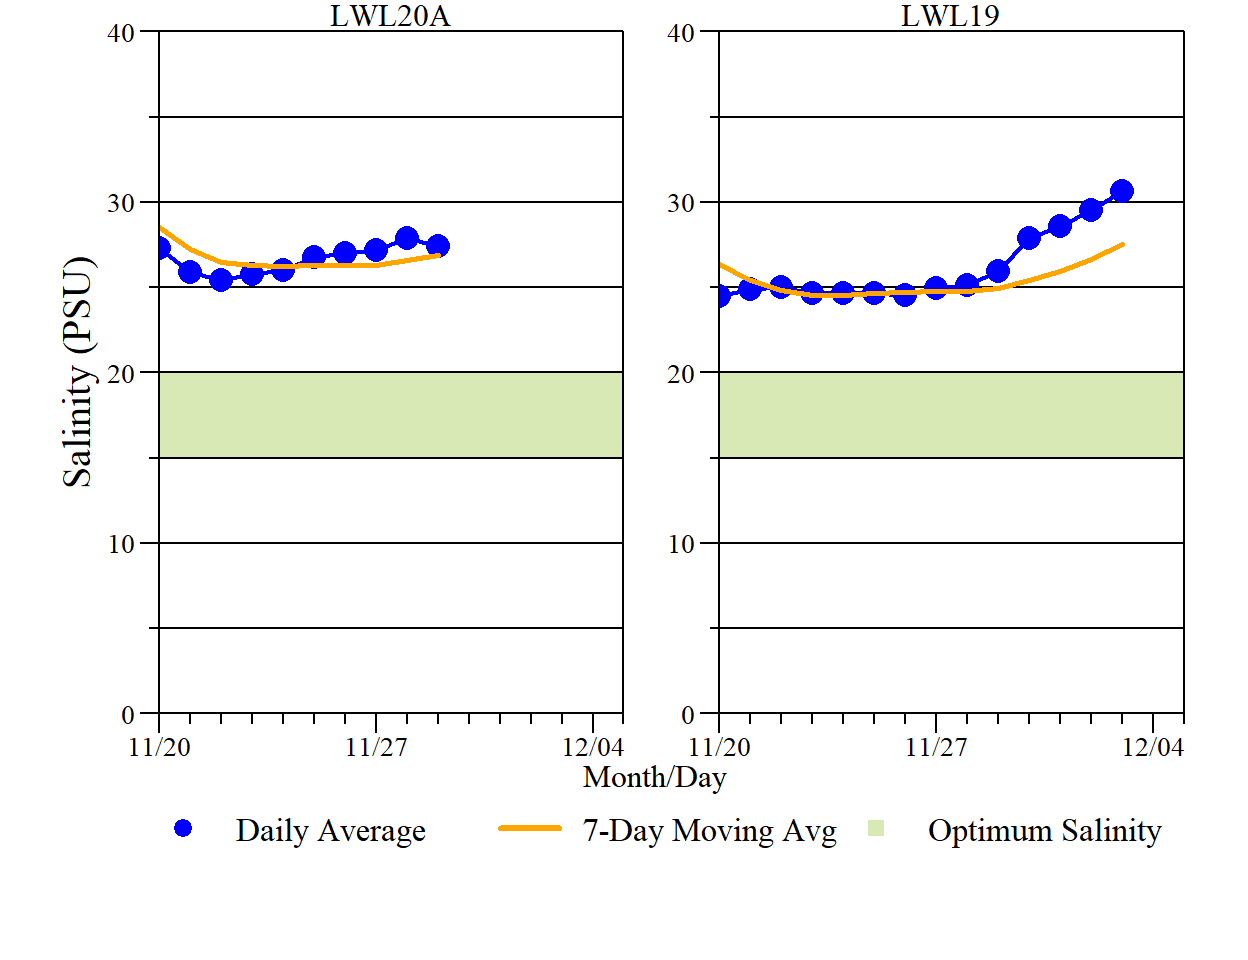 LWL20A
LWL19
Salinity (PSU)
40
30
20
10
0
40
30
20
10
0
11/20
11/27
12/04
11/20
11/27
12/04
Month/Day
Daily Average
7-Day Moving Avg
Optimum Salinity